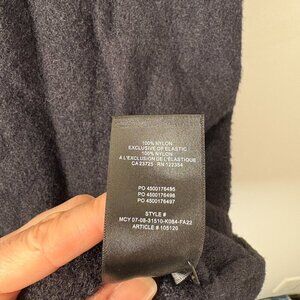 100% NYLON
EXCLUSIVE OF ELASTIC
100% NYLON
A L'EXCLUSION DE L'ÉLASTIQUE
CA 23725 RN 122354
PO 4500176495
PO 4500176496
PO 4500176497
STYLE #
MCY 07-08-31510-K084-FA22
ARTICLE #105120